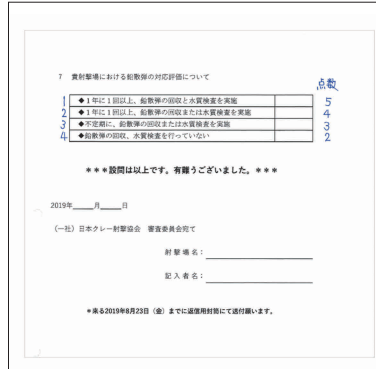 7 貴射撃場における鉛散弾の対応評価について
点数
1 ◆1年に1回以上、鉛散弾の回収と水質検査を実施 5
2 ◆1年に1回以上、鉛散弾の回収または水質検査を実施 4
3 ◆不定期に、鉛散弾の回収または水質検査を実施 3
4 ◆鉛散弾の回収、水質検査を行っていない 2
＊＊＊設問は以上です。有難うございました。＊＊＊
2019年____月____日
(一社)日本クレー射撃協会 審査委員会宛て
射撃場名：
記入者名：
＊来る2019年8月23日（金）までに返信用封筒にて送付願います。